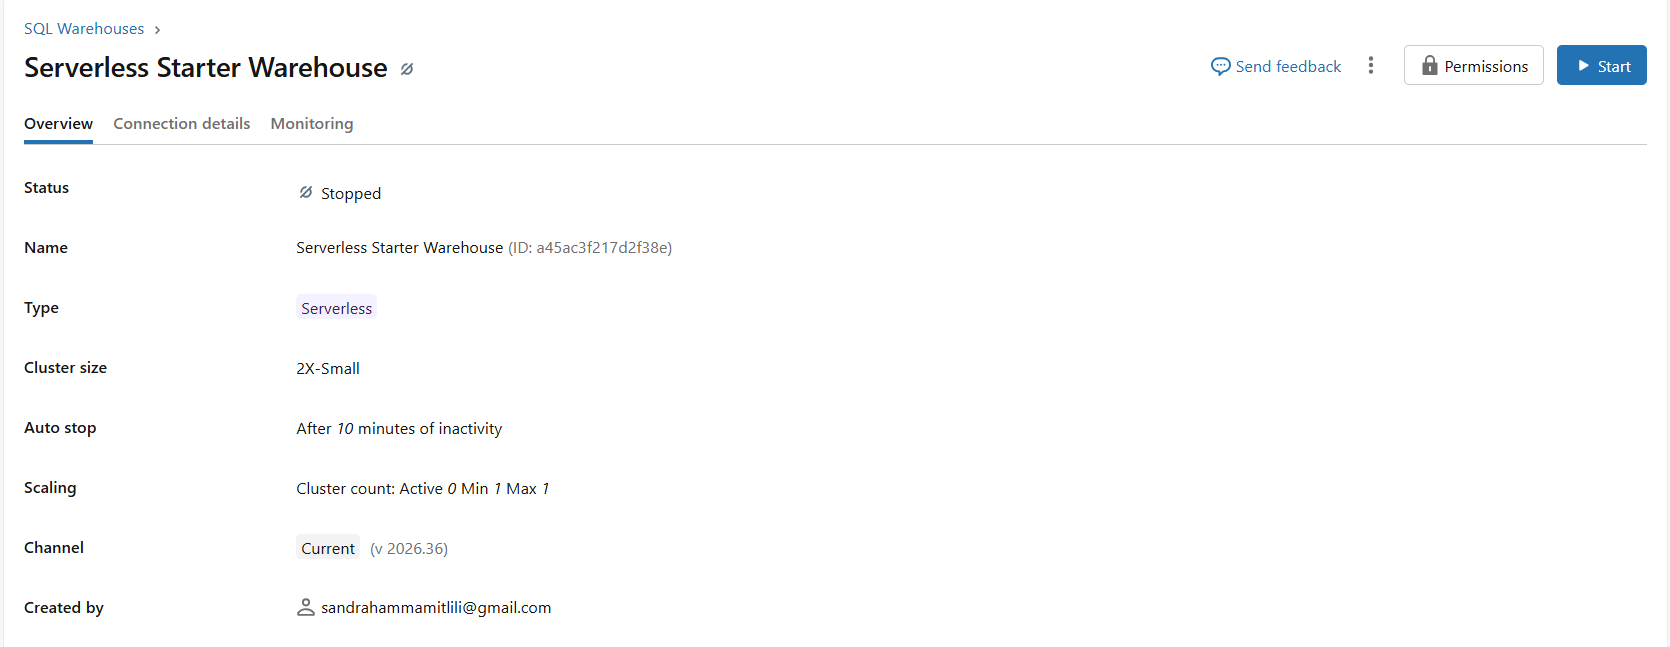 SQL Warehouses ›
Serverless Starter Warehouse
Send feedback
Permissions
Start
Overview Connection details Monitoring
Status Stopped
Name Serverless Starter Warehouse (ID: a45ac3f217d2f38e)
Type Serverless
Cluster size 2X-Small
Auto stop After 10 minutes of inactivity
Scaling Cluster count: Active 0 Min 1 Max 1
Channel Current (v 2026.36)
Created by sandrahammamitlili@gmail.com